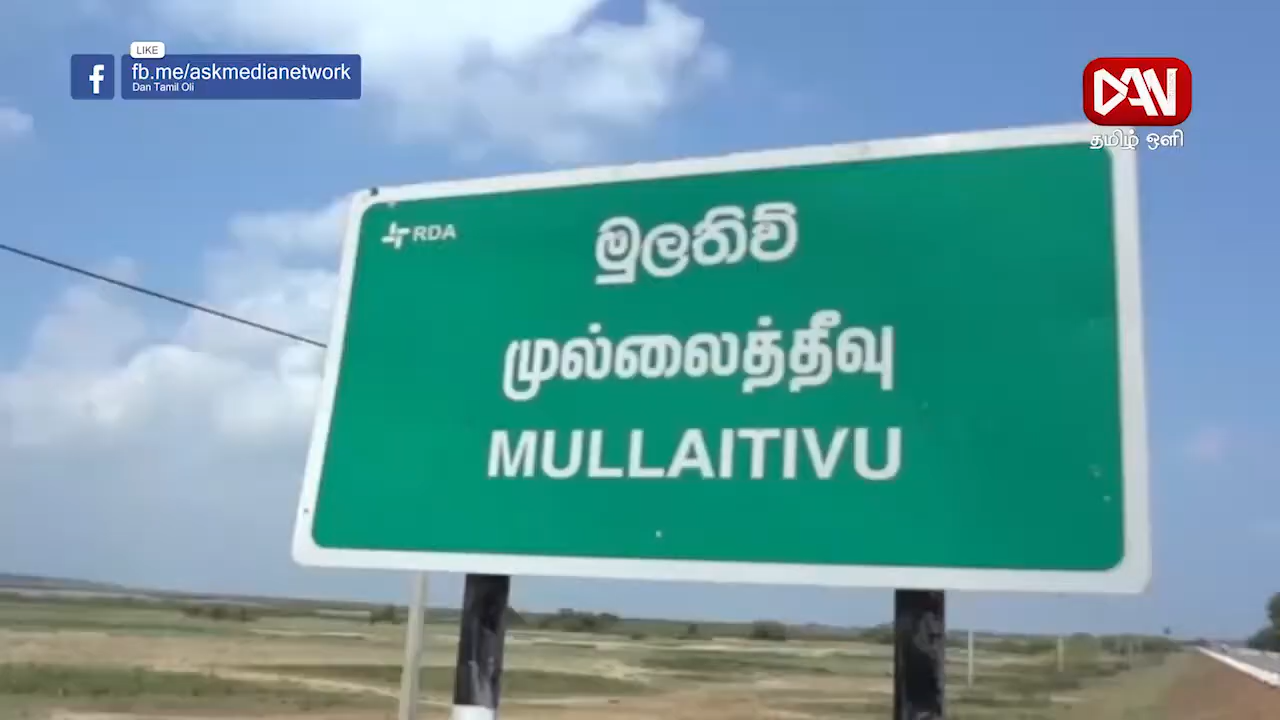 LIKE
fb.me/askmedianetwork
Dan Tamil Oli
DAN
தமிழ் ஒளி
RDA
මුලතිව්
முல்லைத்தீவு
MULLAITIVU